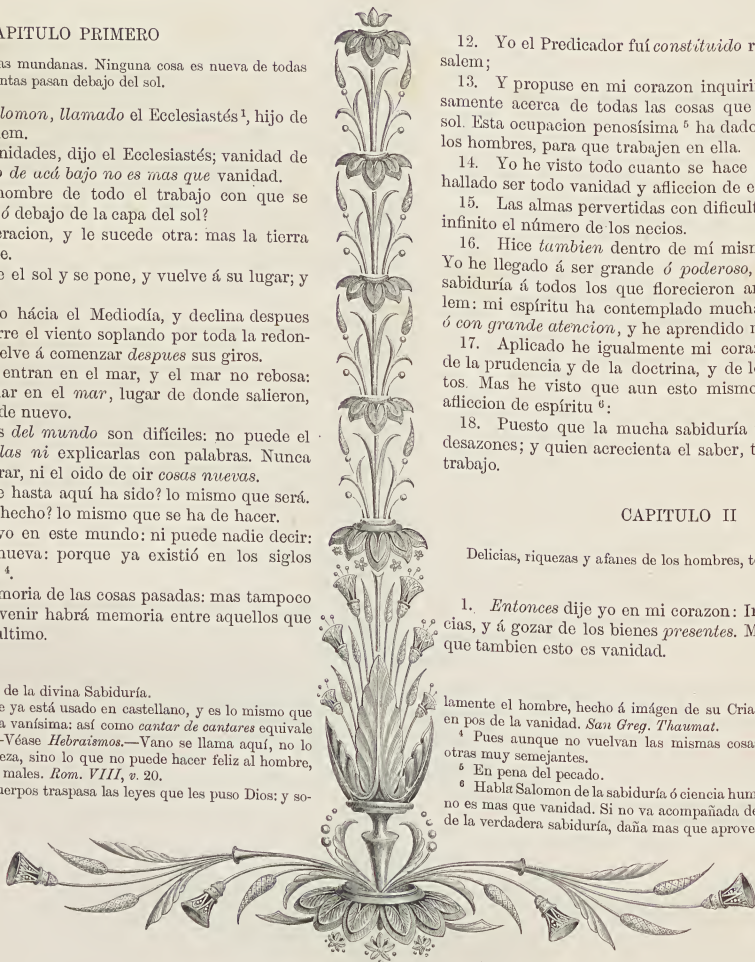 APITULO PRIMERO
as mundanas. Ninguna cosa es nueva de todas
ntas pasan debajo del sol.
lomon, llamado el Ecclesiastés¹, hijo de
em.
nidades, dijo el Ecclesiastés; vanidad de
o de acá bajo no es mas que vanidad.
nombre de todo el trabajo con que se
ó debajo de la capa del sol?
eracion, y le sucede otra: mas la tierra
e.
e el sol y se pone, y vuelve á su lugar; y
o hácia el Mediodía, y declina despues
rre el viento soplando por toda la redon-
elve á comenzar despues sus giros.
entran en el mar, y el mar no rebosa:
ar en el mar, lugar de donde salieron,
de nuevo.
s del mundo son difíciles: no puede el
las ni explicarlas con palabras. Nunca
rar, ni el oido de oir cosas nuevas.
e hasta aquí ha sido? lo mismo que será.
hecho? lo mismo que se ha de hacer.
vo en este mundo: ni puede nadie decir:
nueva: porque ya existió en los siglos
⁴.
moria de las cosas pasadas: mas tampoco
venir habrá memoria entre aquellos que
último.
de la divina Sabiduría.
e ya está usado en castellano, y es lo mismo que
a vanísima: así como cantar de cantares equivale
-Véase Hebraismos.—Vano se llama aquí, no lo
eza, sino lo que no puede hacer feliz al hombre,
males. Rom. VIII, v. 20.
uerpos traspasa las leyes que les puso Dios: y so-
12. Yo el Predicador fuí constituido r
salem;
13. Y propuse en mi corazon inquiri
samente acerca de todas las cosas que
sol. Esta ocupacion penosísima ⁵ ha dado
los hombres, para que trabajen en ella.
14. Yo he visto todo cuanto se hace
hallado ser todo vanidad y afliccion de e
15. Las almas pervertidas con dificult
infinito el número de los necios.
16. Hice tambien dentro de mí mism
Yo he llegado á ser grande ó poderoso,
sabiduría á todos los que florecieron an
lem: mi espíritu ha contemplado mucha
ó con grande atencion, y he aprendido m
17. Aplicado he igualmente mi coraz
de la prudencia y de la doctrina, y de lo
tos. Mas he visto que aun esto mismo
afliccion de espíritu ⁶:
18. Puesto que la mucha sabiduría
desazones; y quien acrecienta el saber, t
trabajo.
CAPITULO II
Delicias, riquezas y afanes de los hombres, t
1. Entonces dije yo en mi corazon: Ir
cias, y á gozar de los bienes presentes. M
que tambien esto es vanidad.
lamente el hombre, hecho á imágen de su Cria
en pos de la vanidad. San Greg. Thaumat.
⁴ Pues aunque no vuelvan las mismas cosa
otras muy semejantes.
⁵ En pena del pecado.
⁶ Habla Salomon de la sabiduría ó ciencia hum
no es mas que vanidad. Si no va acompañada de
de la verdadera sabiduría, daña mas que aprove